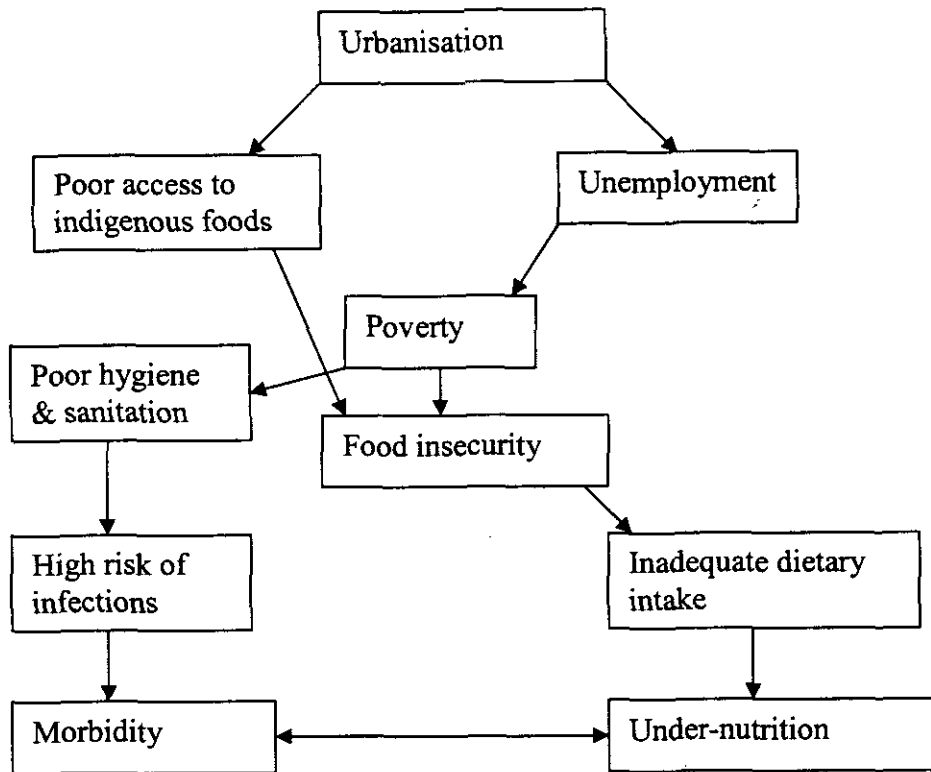 Urbanisation
Poor access to
indigenous foods
Unemployment
Poverty
Poor hygiene
& sanitation
Food insecurity
High risk of
infections
Inadequate dietary
intake
Morbidity
Under-nutrition